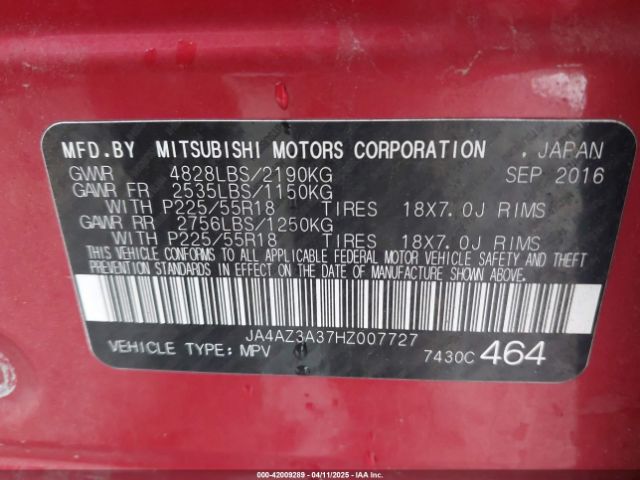 MFD.BY MITSUBISHI MOTORS CORPORATION , JAPAN
GVWR 4828LBS/2190KG SEP 2016
GAWR FR 2535LBS/1150KG
WITH P225/55R18 TIRES 18X7.0J RIMS
GAWR RR 2756LBS/1250KG
WITH P225/55R18 TIRES 18X7.0J RIMS
THIS VEHICLE CONFORMS TO ALL APPLICABLE FEDERAL MOTOR VEHICLE SAFETY AND THEFT
PREVENTION STANDARDS IN EFFECT ON THE DATE OF MANUFACTURE SHOWN ABOVE.
JA4AZ3A37HZ007727
VEHICLE TYPE: MPV 7430C 464
000-42009289 - 04/11/2025 - IAAI.COM